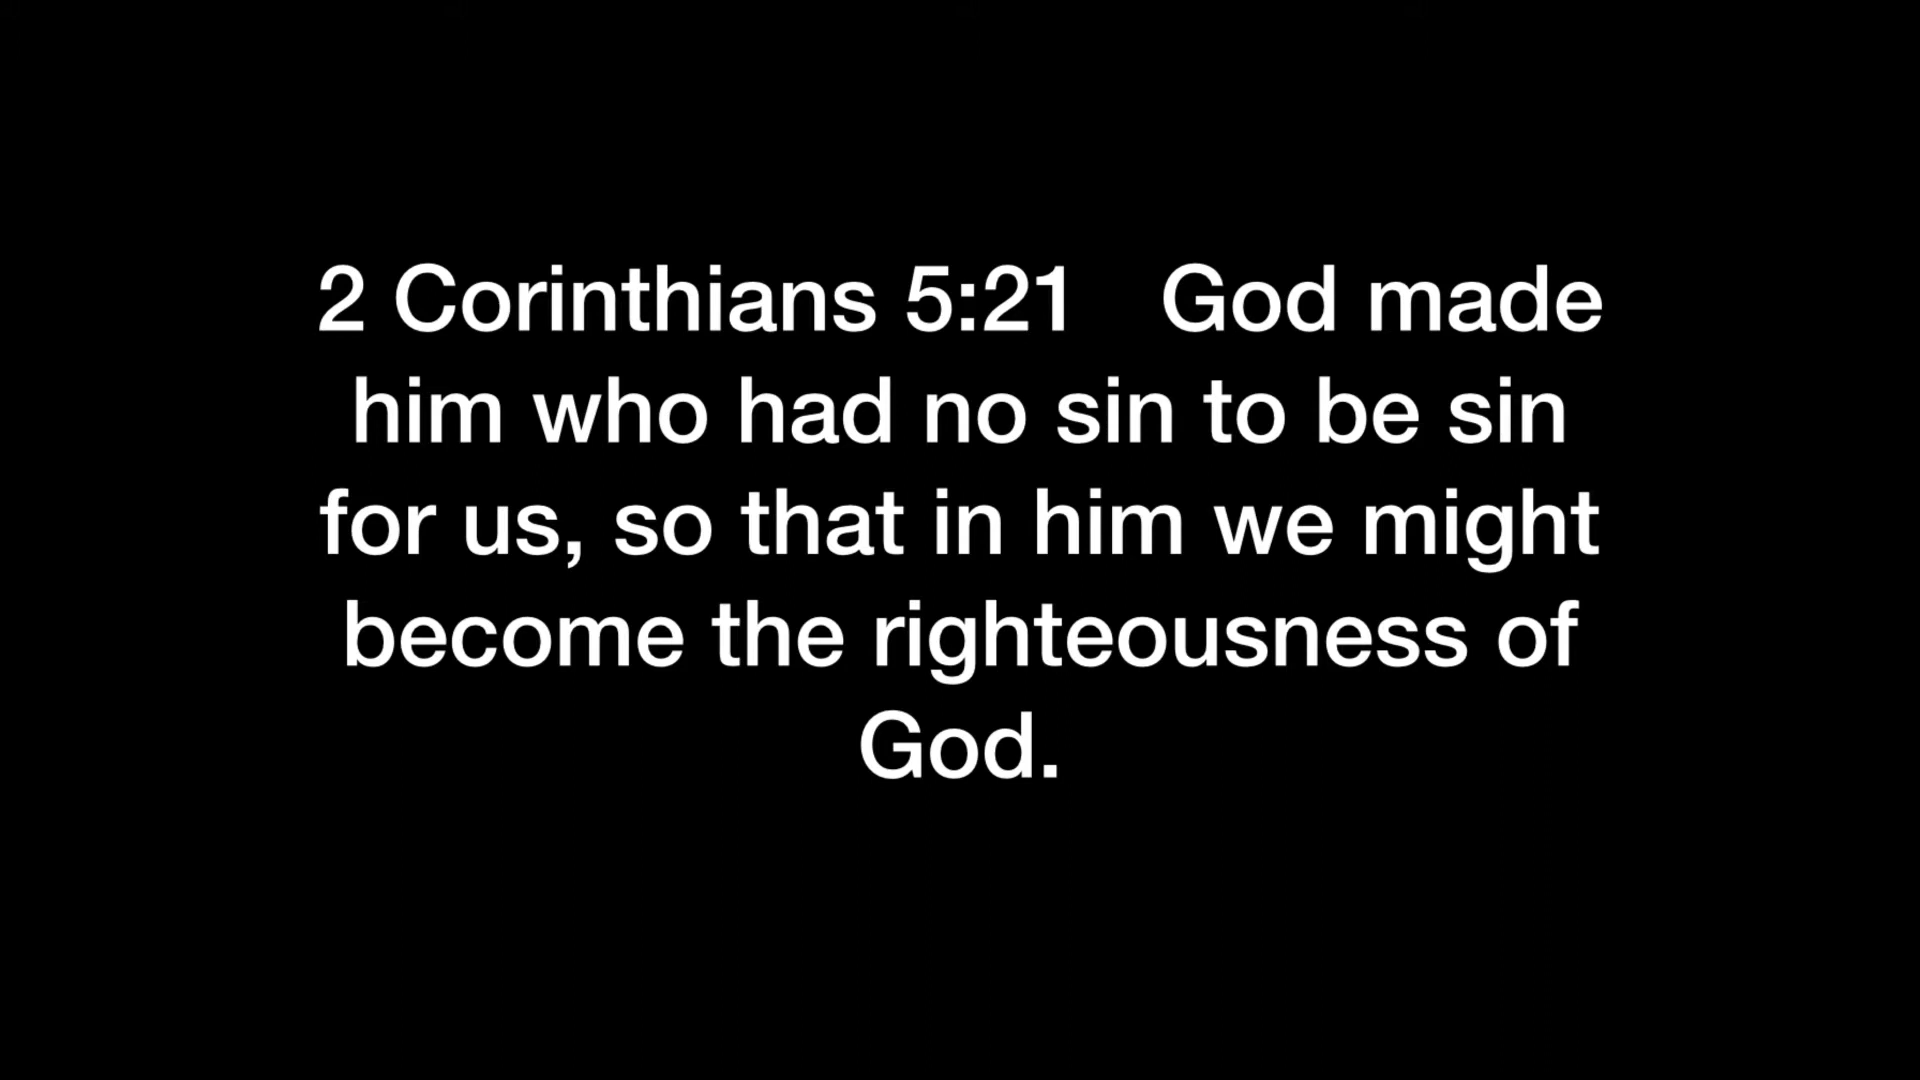 2 Corinthians 5:21 God made
him who had no sin to be sin
for us, so that in him we might
become the righteousness of
God.